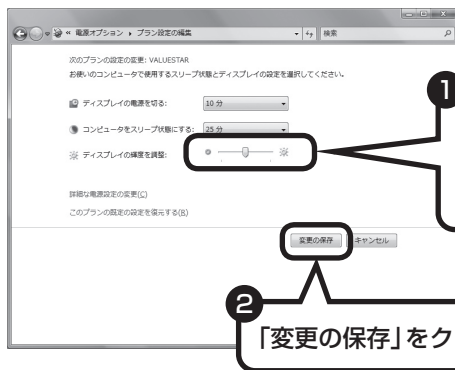 電源オプション ▸ プラン設定の編集
検索
次のプランの設定の変更: VALUESTAR
お使いのコンピュータで使用するスリープ状態とディスプレイの設定を選択してください。
ディスプレイの電源を切る: 10 分
コンピュータをスリープ状態にする: 25 分
ディスプレイの輝度を調整:
1
詳細な電源設定の変更(C)
このプランの既定の設定を復元する(R)
変更の保存 キャンセル
2
「変更の保存」をク